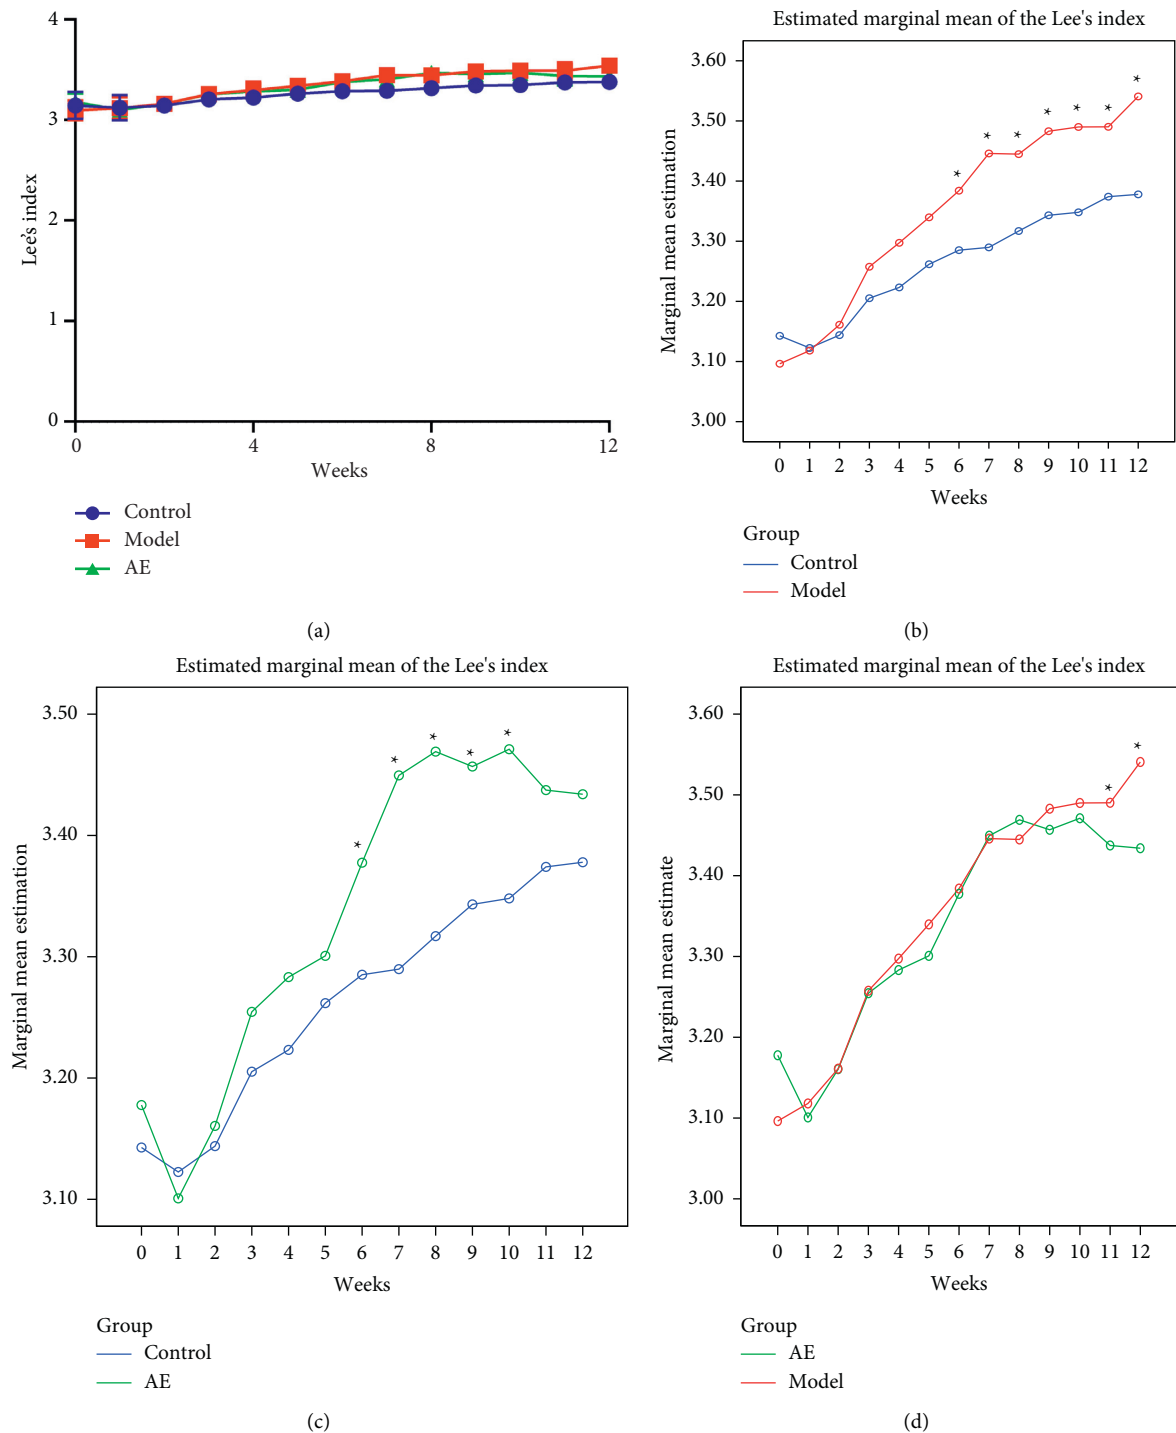 4
3
2
1
0
Lee's index
0
4
8
12
Weeks
Control
Model
AE
(a)
Estimated marginal mean of the Lee's index
3.60
3.50
3.40
3.30
3.20
3.10
3.00
Marginal mean estimation
* * * * * * *
0 1 2 3 4 5 6 7 8 9 10 11 12
Weeks
Group
Control
Model
(b)
Estimated marginal mean of the Lee's index
3.50
3.40
3.30
3.20
3.10
Marginal mean estimation
* * * * *
0 1 2 3 4 5 6 7 8 9 10 11 12
Weeks
Group
Control
AE
(c)
Estimated marginal mean of the Lee's index
3.60
3.50
3.40
3.30
3.20
3.10
3.00
Marginal mean estimate
* *
0 1 2 3 4 5 6 7 8 9 10 11 12
Weeks
Group
AE
Model
(d)